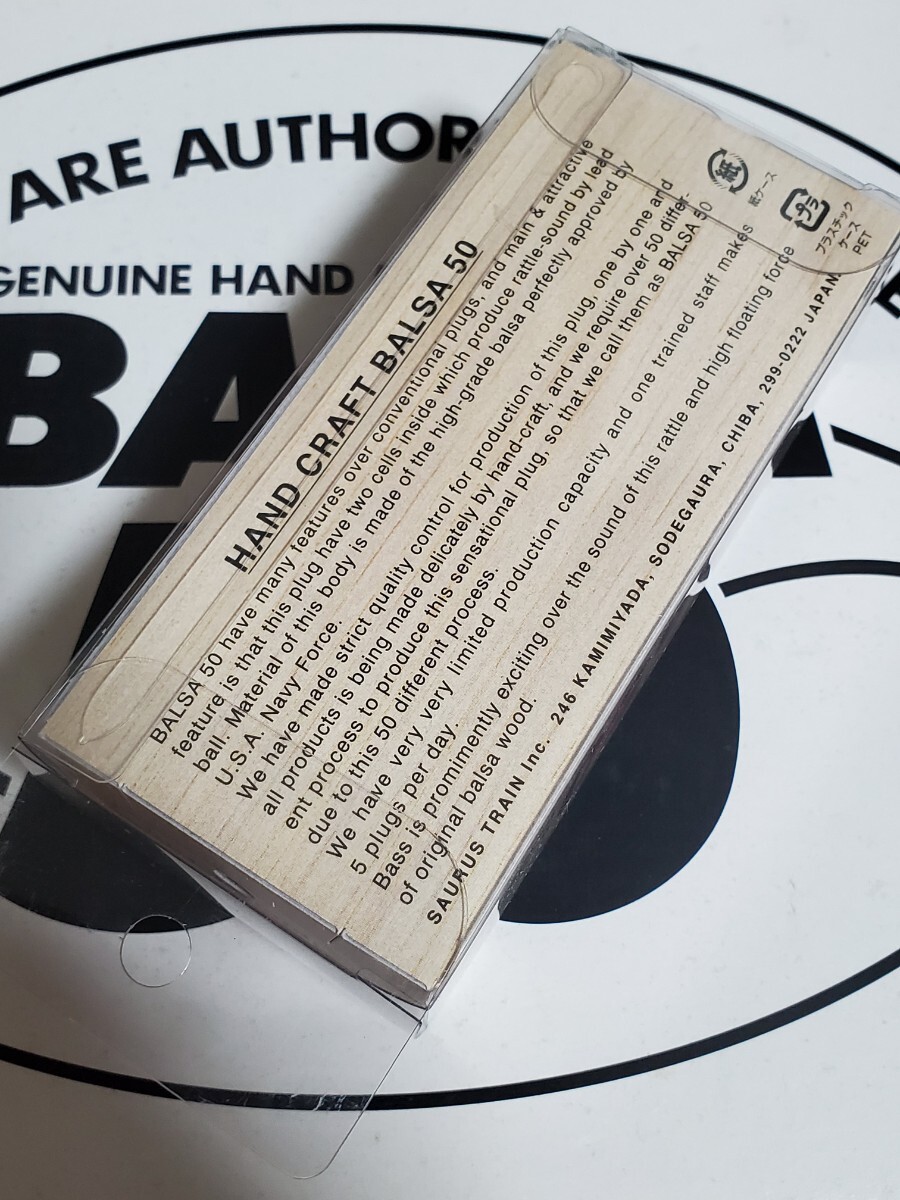 ARE AUTHOR
GENUINE HAND
BA
HAND CRAFT BALSA 50
BALSA 50 have many features over conventional plugs, and main & attractive
feature is that this plug have two cells inside which produce rattle-sound by lead
ball. Material of this body is made of the high-grade balsa perfectly approved by
U.S.A. Navy Force.
We have made strict quality control for production of this plug, one by one and
all products is being made delicately by hand-craft, and we require over 50 differ-
ent process to produce this sensational plug, so that we call them as BALSA 50
due to this 50 different process.
We have very very limited production capacity and one trained staff makes
5 plugs per day.
Bass is promimently exciting over the sound of this rattle and high floating force
of original balsa wood.
SAURUS TRAIN Inc. 246 KAMIMIYADA, SODEGAURA, CHIBA, 299-0222 JAPAN
紙
紙ケース
プラ
プラスチック
ケース
PET